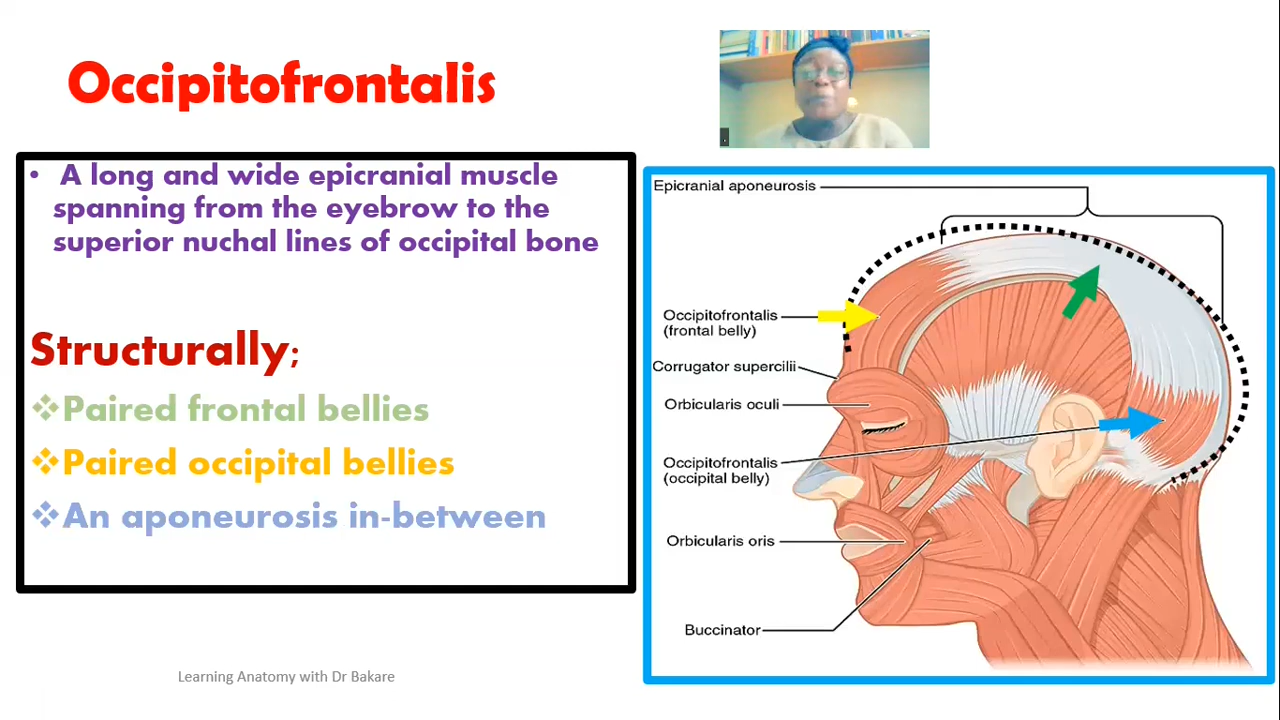 Occipitofrontalis
• A long and wide epicranial muscle
spanning from the eyebrow to the
superior nuchal lines of occipital bone
Structurally;
❖Paired frontal bellies
❖Paired occipital bellies
❖An aponeurosis in-between
Learning Anatomy with Dr Bakare
Epicranial aponeurosis
Occipitofrontalis
(frontal belly)
Corrugator supercilii
Orbicularis oculi
Occipitofrontalis
(occipital belly)
Orbicularis oris
Buccinator